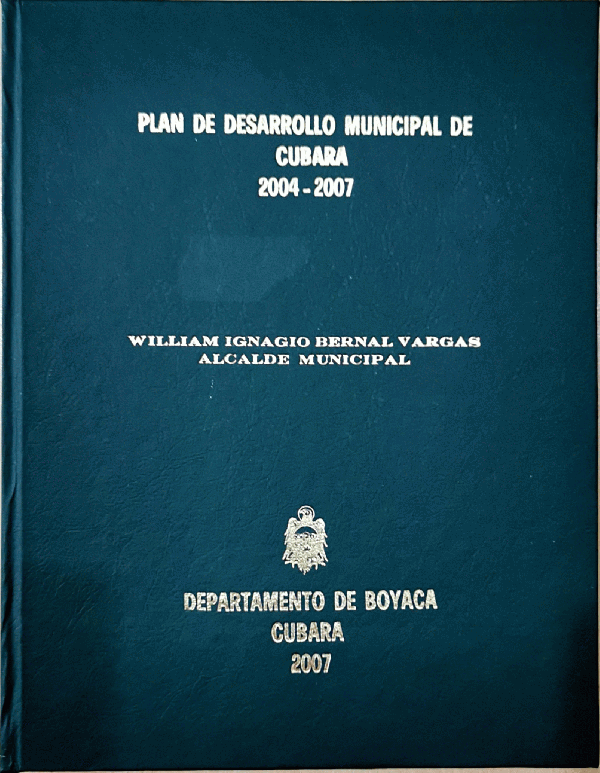 PLAN DE DESARROLLO MUNICIPAL DE
CUBARA
2004-2007
WILLIAM IGNAGIO BERNAL VARGAS
ALCALDE MUNICIPAL
DEPARTAMENTO DE BOYACA
CUBARA
2007